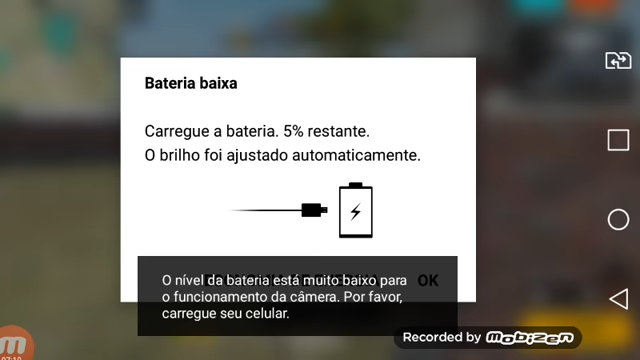 Bateria baixa
Carregue a bateria. 5% restante.
O brilho foi ajustado automaticamente.
OK
O nível da bateria está muito baixo para
o funcionamento da câmera. Por favor,
carregue seu celular.
Recorded by Mobizen